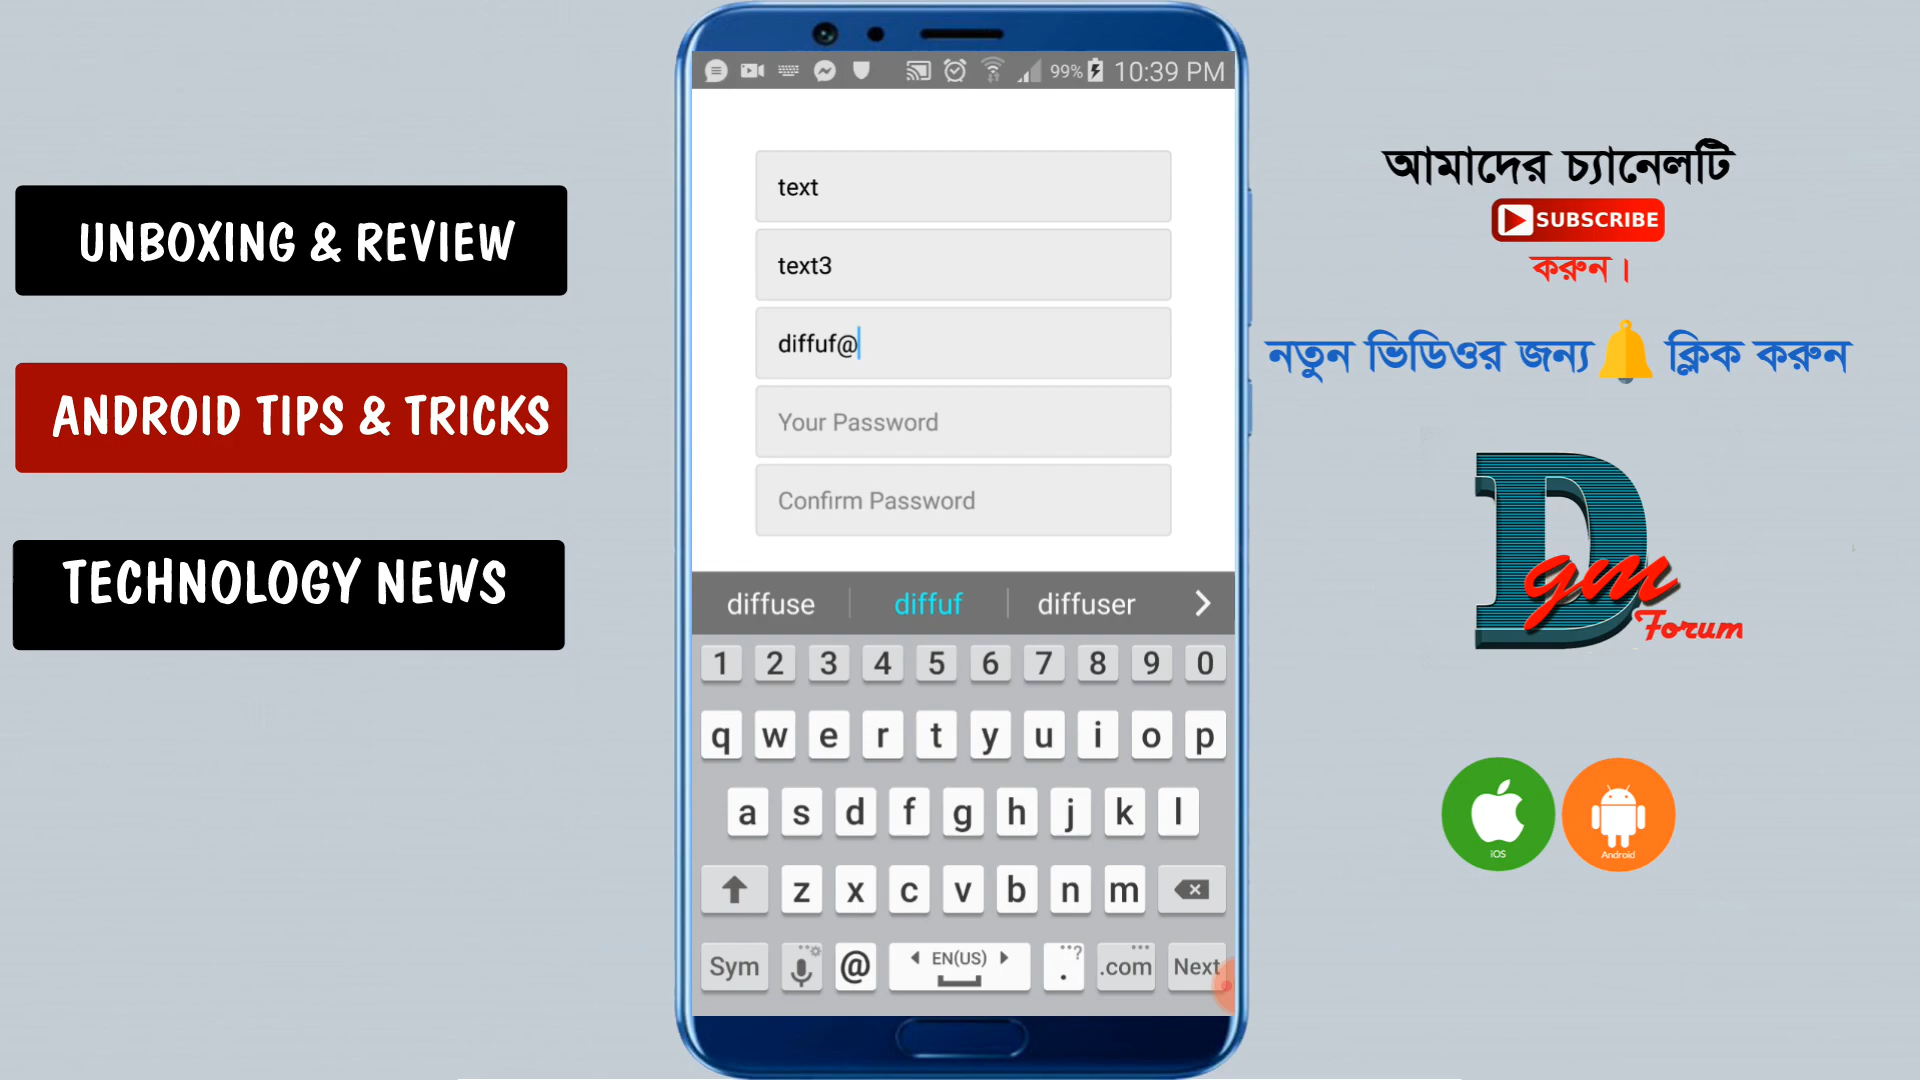 UNBOXING & REVIEW
ANDROID TIPS & TRICKS
TECHNOLOGY NEWS
99% 10:39 PM
text
text3
diffuf@
Your Password
Confirm Password
diffuse diffuf diffuser
1 2 3 4 5 6 7 8 9 0
q w e r t y u i o p
a s d f g h j k l
z x c v b n m
Sym @ EN(US) . ? .com Next
আমাদের চ্যানেলটি
SUBSCRIBE
করুন।
নতুন ভিডিওর জন্য ক্লিক করুন
D
gm
Forum
iOS Android